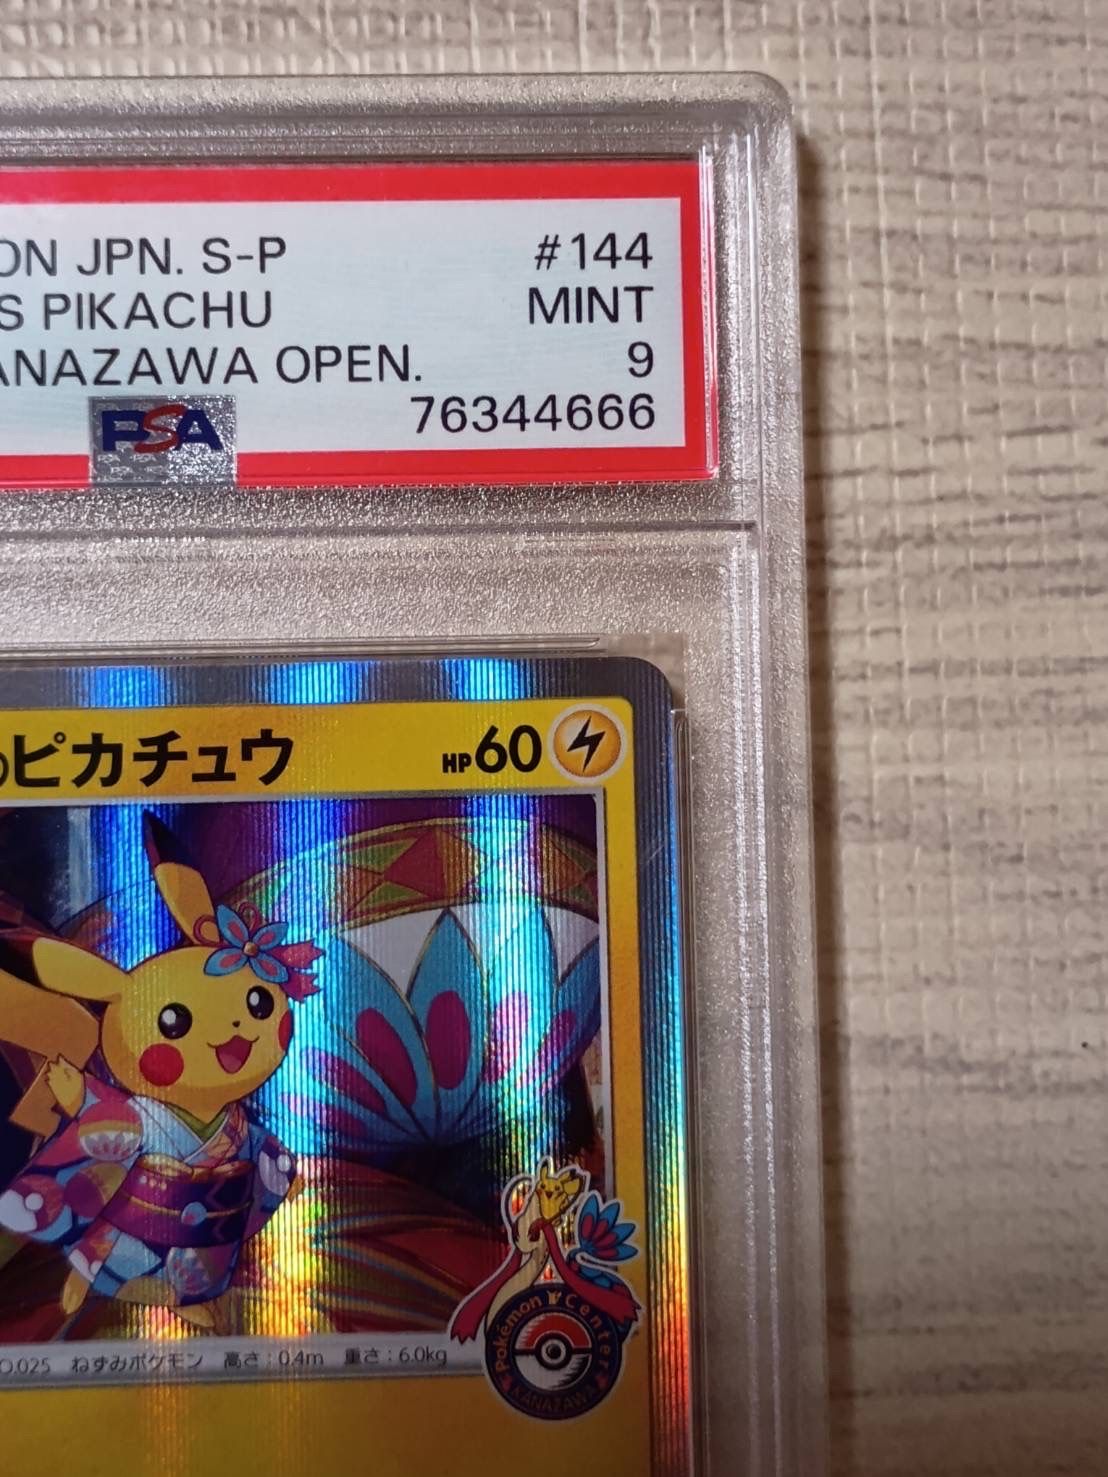 ON JPN. S-P #144
S PIKACHU MINT
ANAZAWA OPEN. 9
PSA 76344666
のピカチュウ HP60
O.025 ねずみポケモン 高さ:0.4m 重さ:6.0kg
Pokémon Center
KANAZAWA